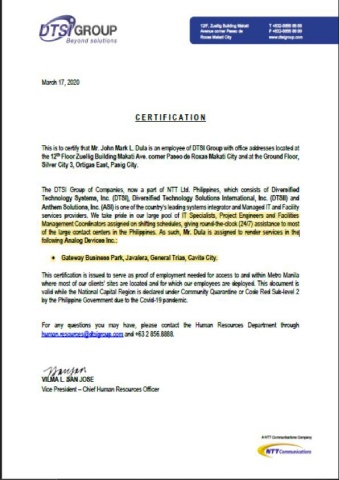 DTSI GROUP
Beyond solutions
12/F, Zuellig Building Makati
Avenue corner Paseo de
Roxas Makati City
www.dtsigroup.com
March 17, 2020
CERTIFICATION
This is to certify that Mr. John Mark L. Dula is an employee of DTSI Group with office addresses located at
the 12th Floor Zuellig Building Makati Ave. corner Paseo de Roxas Makati City and at the Ground Floor,
Silver City 3, Ortigas East, Pasig City.
The DTSI Group of Companies, now a part of NTT Ltd. Philippines, which consists of Diversified
Technology Systems, Inc. (DTSI), Diversified Technology Solutions International, Inc. (DTSII) and
Anthem Solutions, Inc. (ASI) is one of the country's leading systems integrator and Managed IT and Facility
services providers. We take pride in our large pool of IT Specialists, Project Engineers and Facilities
Management Coordinators assigned on shifting schedules, giving round-the-clock (24/7) assistance to most
of the large contact centers in the Philippines. As such, Mr. Dula is assigned to render services in the
following Analog Devices Inc.:
• Gateway Business Park, Javalera, General Trias, Cavite City.
This certification is issued to serve as proof of employment needed for access to and within Metro Manila
where most of our clients' sites are located and for which our employees are deployed. This document is
valid while the National Capital Region is declared under Community Quarantine or Code Red Sub-level 2
by the Philippine Government due to the Covid-19 pandemic.
For any questions you may have, please contact the Human Resources Department through
human.resources@dtsigroup.com and +63 2 856.8888.
VILMA L. SAN JOSE
Vice President – Chief Human Resources Officer
A NTT Communications Company
NTT Communications